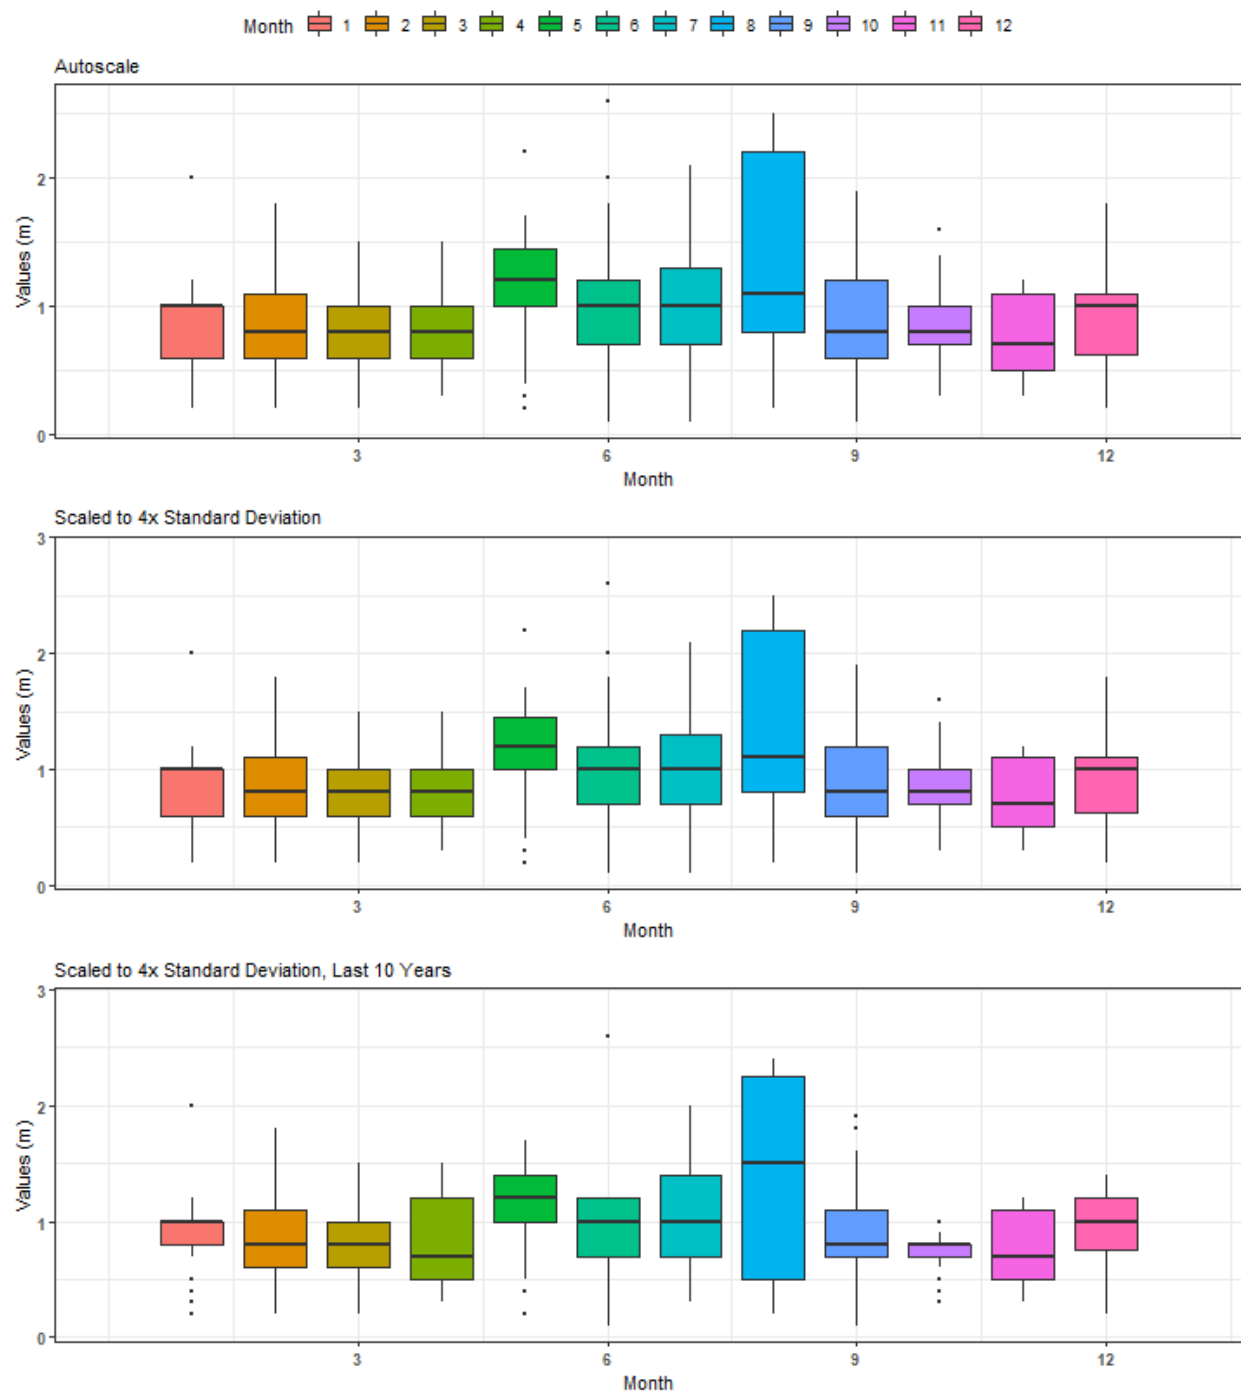 Month 1 2 3 4 5 6 7 8 9 10 11 12
Autoscale
Values (m)
2
1
0
3 6 9 12
Month
Scaled to 4x Standard Deviation
Values (m)
3
2
1
0
3 6 9 12
Month
Scaled to 4x Standard Deviation, Last 10 Years
Values (m)
3
2
1
0
3 6 9 12
Month